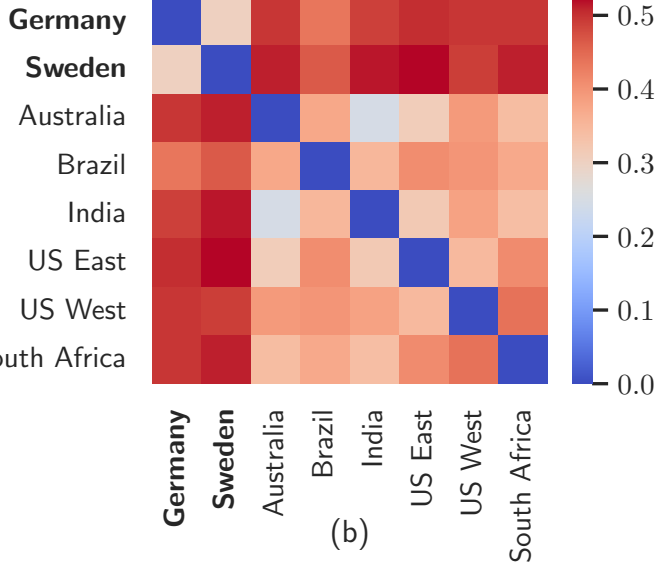 Germany
Sweden
Australia
Brazil
India
US East
US West
outh Africa
0.5
0.4
0.3
0.2
0.1
0.0
Germany
Sweden
Australia
Brazil
India
US East
US West
South Africa
(b)